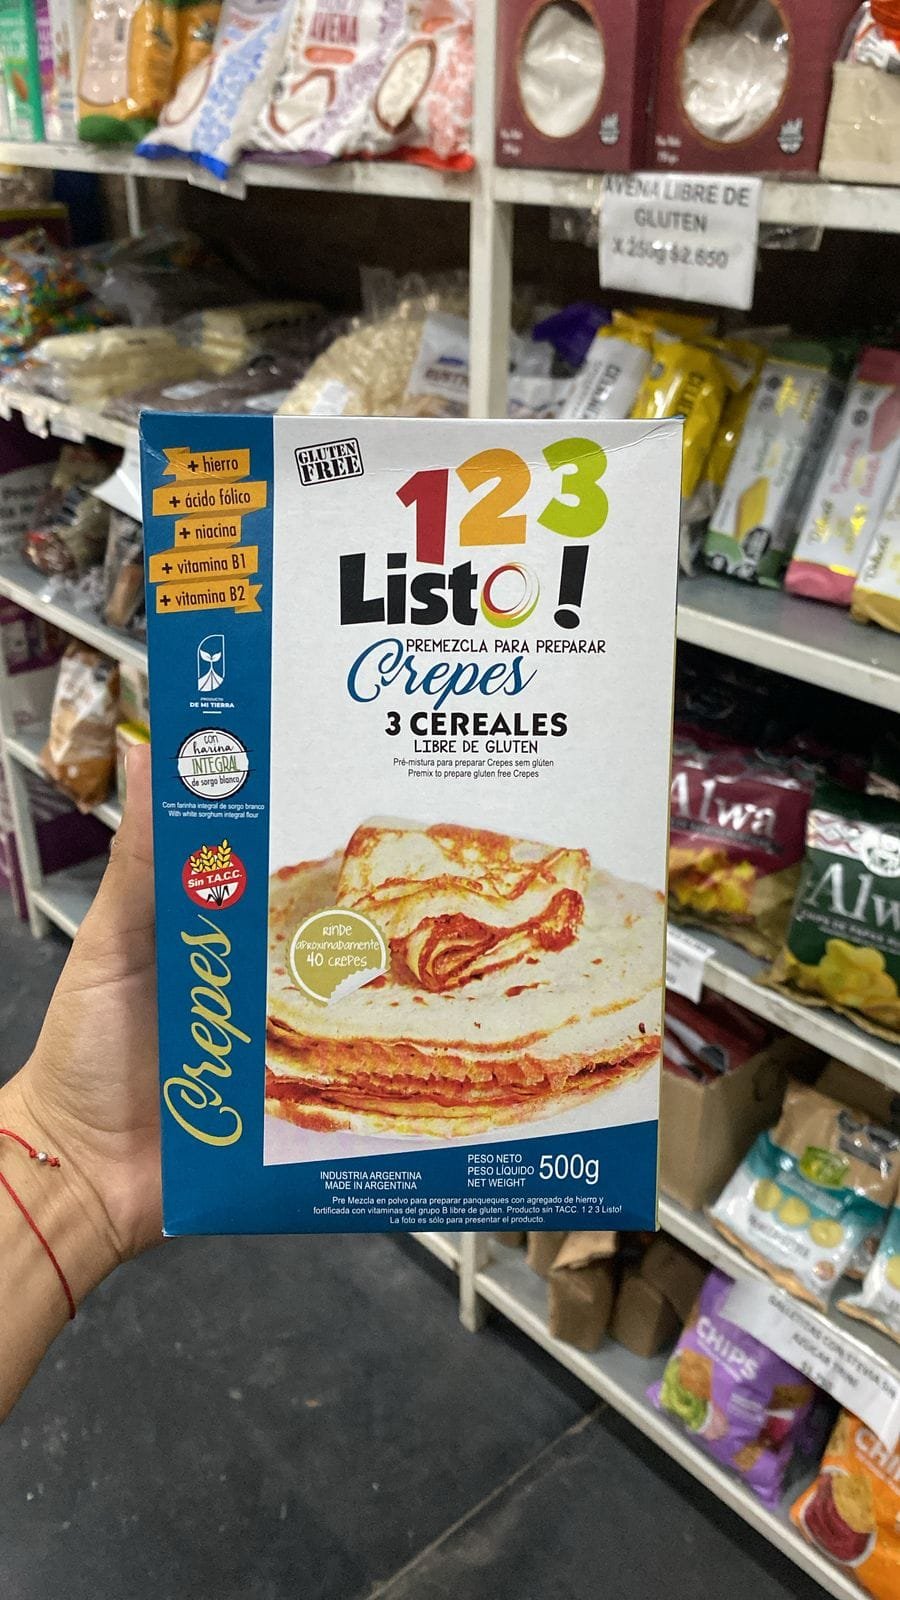 AVENA
AVENA LIBRE DE
GLUTEN
X 250g $2.650
+ hierro
+ ácido fólico
+ niacina
+ vitamina B1
+ vitamina B2
GLUTEN
FREE
123
Listo!
PREMEZCLA PARA PREPARAR
Crepes
3 CEREALES
LIBRE DE GLUTEN
Pré-mistura para preparar Crepes sem glúten
Premix to prepare gluten free Crepes
PRODUCTO
DE MI TIERRA
con
harina
INTEGRAL
de sorgo blanco
Com farinha integral de sorgo branco
With white sorghum integral flour
Sin T.A.C.C.
Crepes
RINDE
APROXIMADAMENTE
40 CREPES
INDUSTRIA ARGENTINA
MADE IN ARGENTINA
PESO NETO
PESO LÍQUIDO
NET WEIGHT
500g
Pre Mezcla en polvo para preparar panqueques con agregado de hierro y
fortificada con vitaminas del grupo B libre de gluten. Producto sin TACC. 1 2 3 Listo!
La foto es sólo para presentar el producto.
Alwa
Alw
CHIPS
CHI